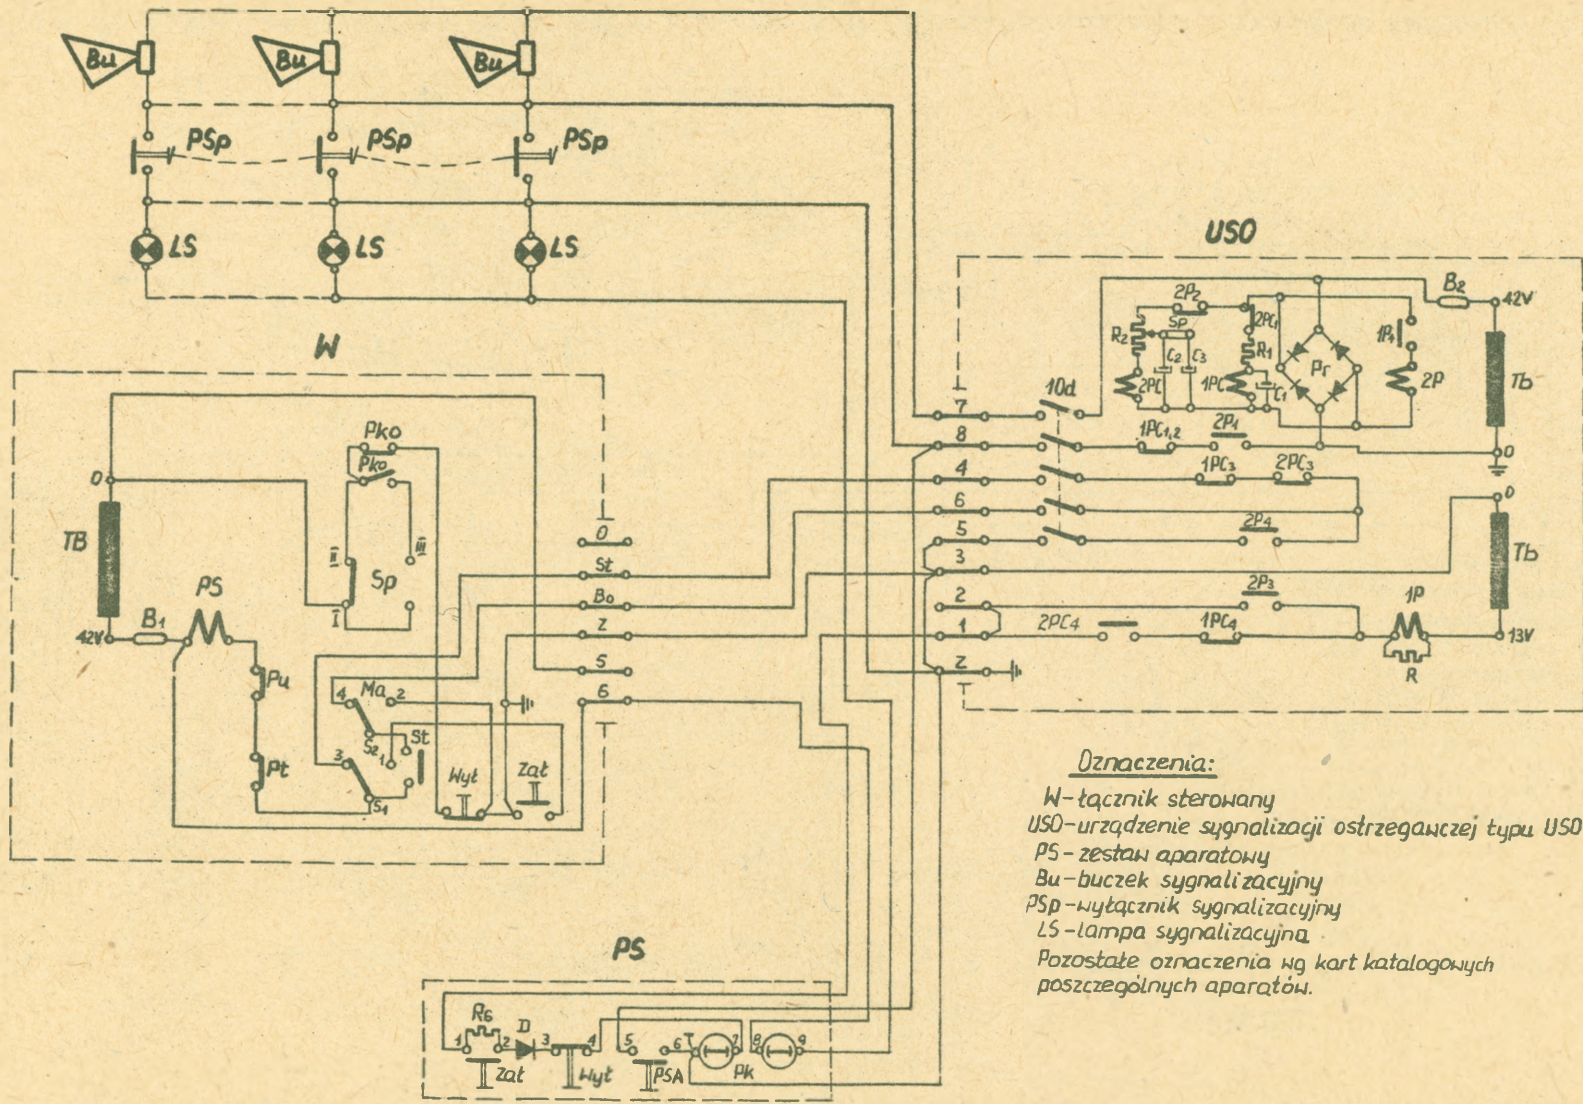 Bu Bu Bu
PSp PSp PSp
LS LS LS
USO
W
2P2
B2
42V
Sp
2PC1
R2
C2 C3
R1
1P1
2PC
1PC
C1
Pr
2P
Tb
10d
7
8
1PC1,2
2P1
0
4
1PC3
2PC3
6
0
5
2P4
Tb
3
2
2P3
1P
1
2PC4
1PC4
13V
Z
R
Pko
Pko
0
TB
II
III
Sp
I
PS
B1
42V
0
St
Bo
Z
5
6
Pu
4 Ma 2
S2
1
St
3
Pt
S1
Wył
Zał
Oznaczenia:
W-łącznik sterowany
USO-urządzenie sygnalizacji ostrzegawczej typu USO
PS-zestaw aparatowy
Bu-buczek sygnalizacyjny
PSp-wyłącznik sygnalizacyjny
LS-lampa sygnalizacyjna
Pozostałe oznaczenia wg kart katalogowych
poszczególnych aparatów.
PS
R6
D
1 2 3 4 5 6 7 8 9
Zał
Wył
PSA
Pk